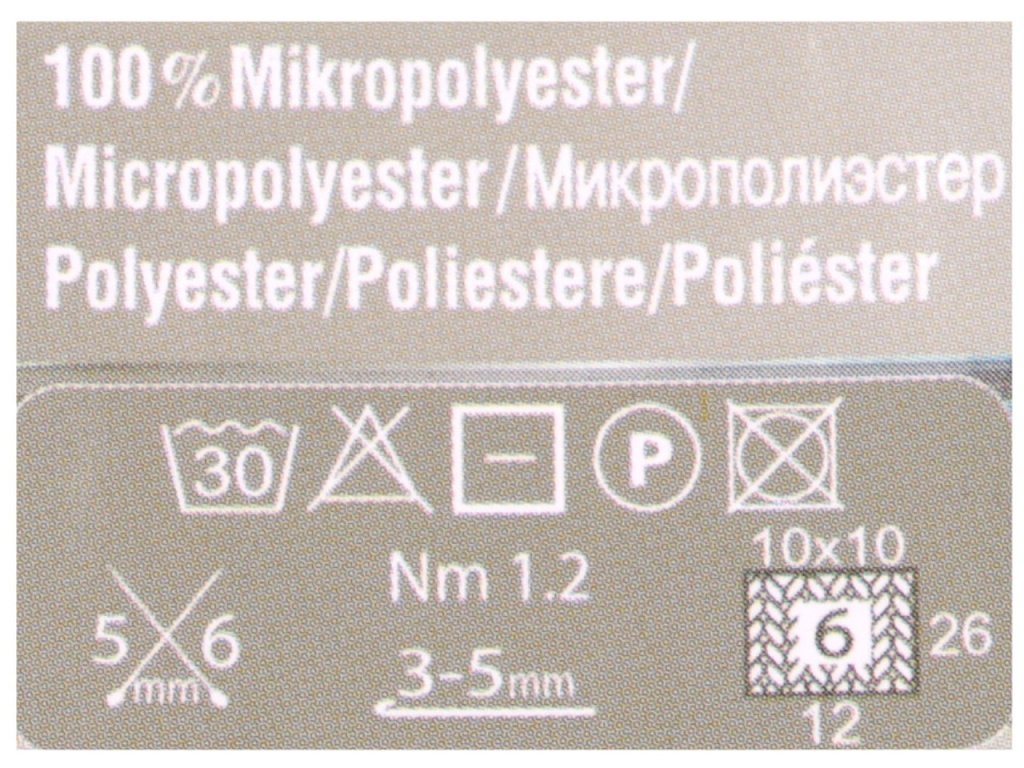 100% Mikropolyester/
Micropolyester/Микрополиэстер
Polyester/Poliestere/Poliéster
30
P
10x10
Nm 1.2
5 6
mm
3-5mm
6
26
12